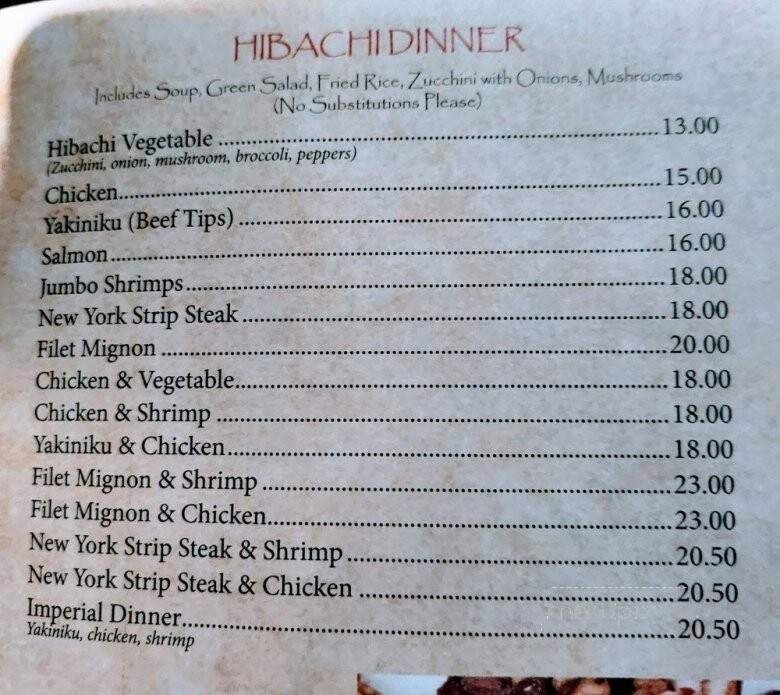 HIBACHI DINNER
Includes Soup, Green Salad, Fried Rice, Zucchini with Onions, Mushrooms
(No Substitutions Please)
Hibachi Vegetable ........ 13.00
(Zucchini, onion, mushroom, broccoli, peppers)
Chicken ........ 15.00
Yakiniku (Beef Tips) ........ 16.00
Salmon ........ 16.00
Jumbo Shrimps ........ 18.00
New York Strip Steak ........ 18.00
Filet Mignon ........ 20.00
Chicken & Vegetable ........ 18.00
Chicken & Shrimp ........ 18.00
Yakiniku & Chicken ........ 18.00
Filet Mignon & Shrimp ........ 23.00
Filet Mignon & Chicken ........ 23.00
New York Strip Steak & Shrimp ........ 20.50
New York Strip Steak & Chicken ........ 20.50
Imperial Dinner ........ 20.50
Yakiniku, chicken, shrimp